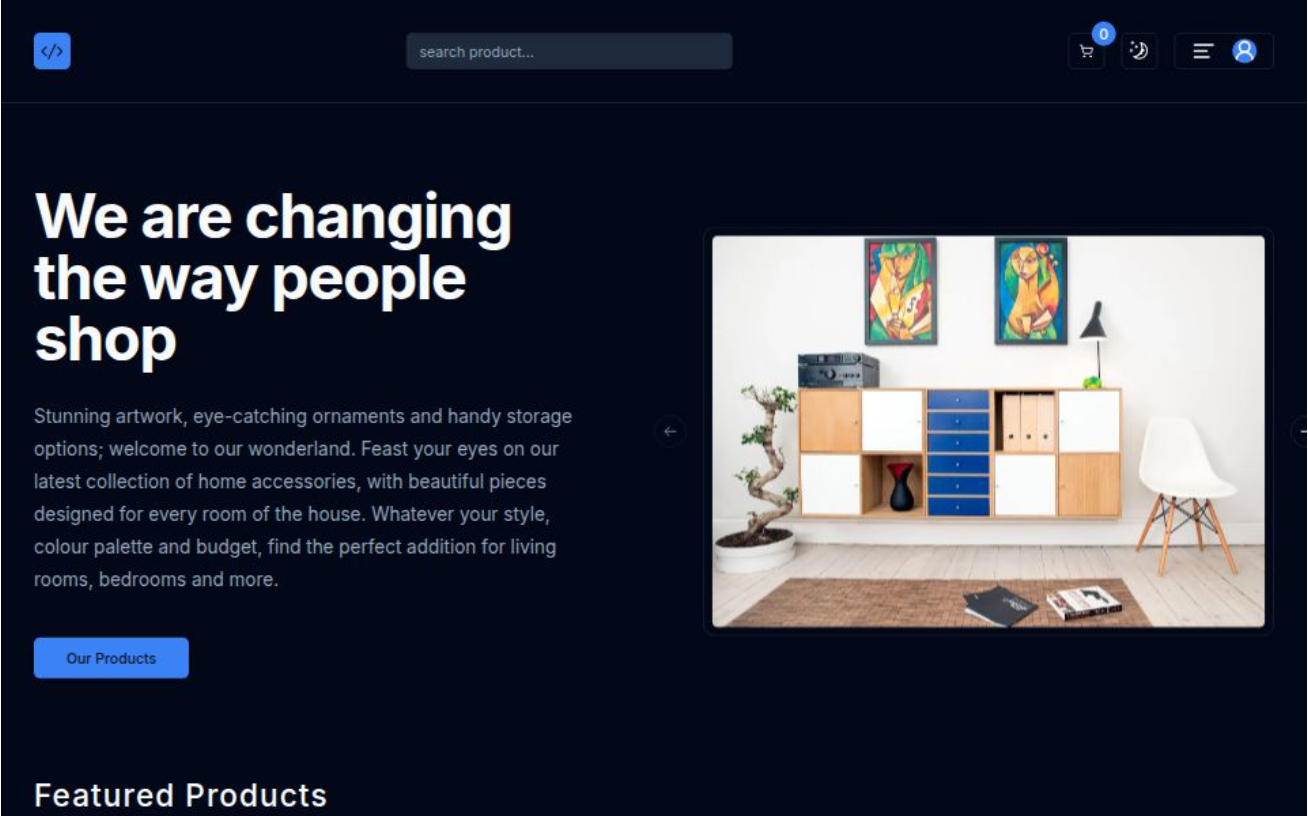 </>
search product...
0
We are changing
the way people
shop
Stunning artwork, eye-catching ornaments and handy storage
options; welcome to our wonderland. Feast your eyes on our
latest collection of home accessories, with beautiful pieces
designed for every room of the house. Whatever your style,
colour palette and budget, find the perfect addition for living
rooms, bedrooms and more.
Our Products
Featured Products